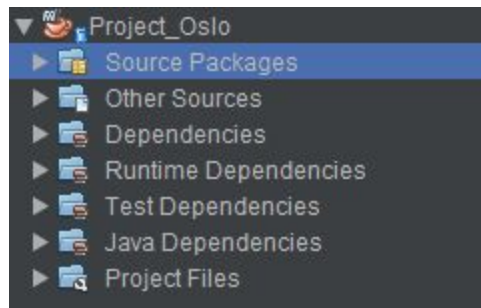 Project_Oslo
Source Packages
Other Sources
Dependencies
Runtime Dependencies
Test Dependencies
Java Dependencies
Project Files